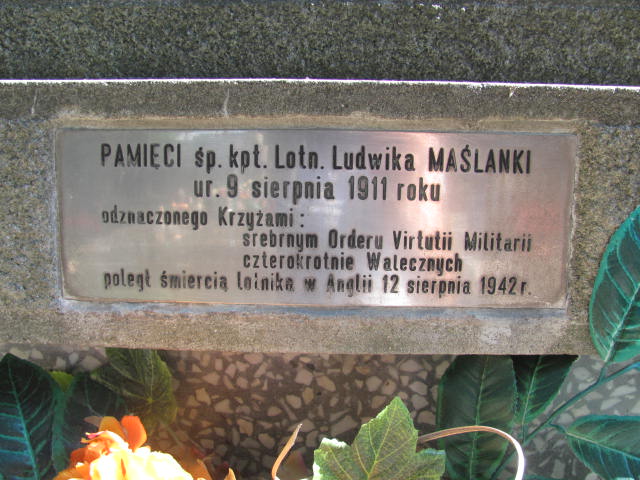 PAMIĘCI śp. kpt. Lotn. Ludwika MAŚLANKI
ur. 9 sierpnia 1911 roku
odznaczonego Krzyżami:
srebrnym Orderu Virtutii Militarii
czterokrotnie Walecznych
poległ śmiercią lotnika w Anglii 12 sierpnia 1942 r.